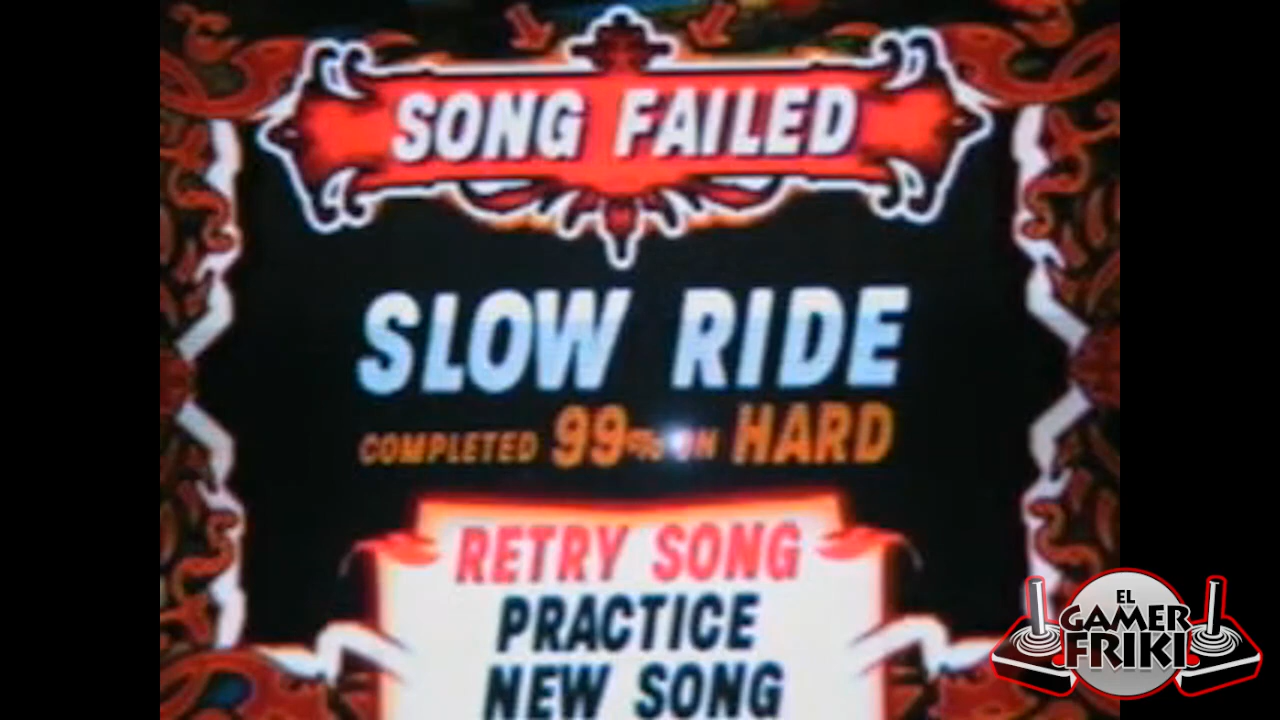 SONG FAILED
SLOW RIDE
COMPLETED 99% ON HARD
RETRY SONG
PRACTICE
NEW SONG
EL
GAMER
FRIKI